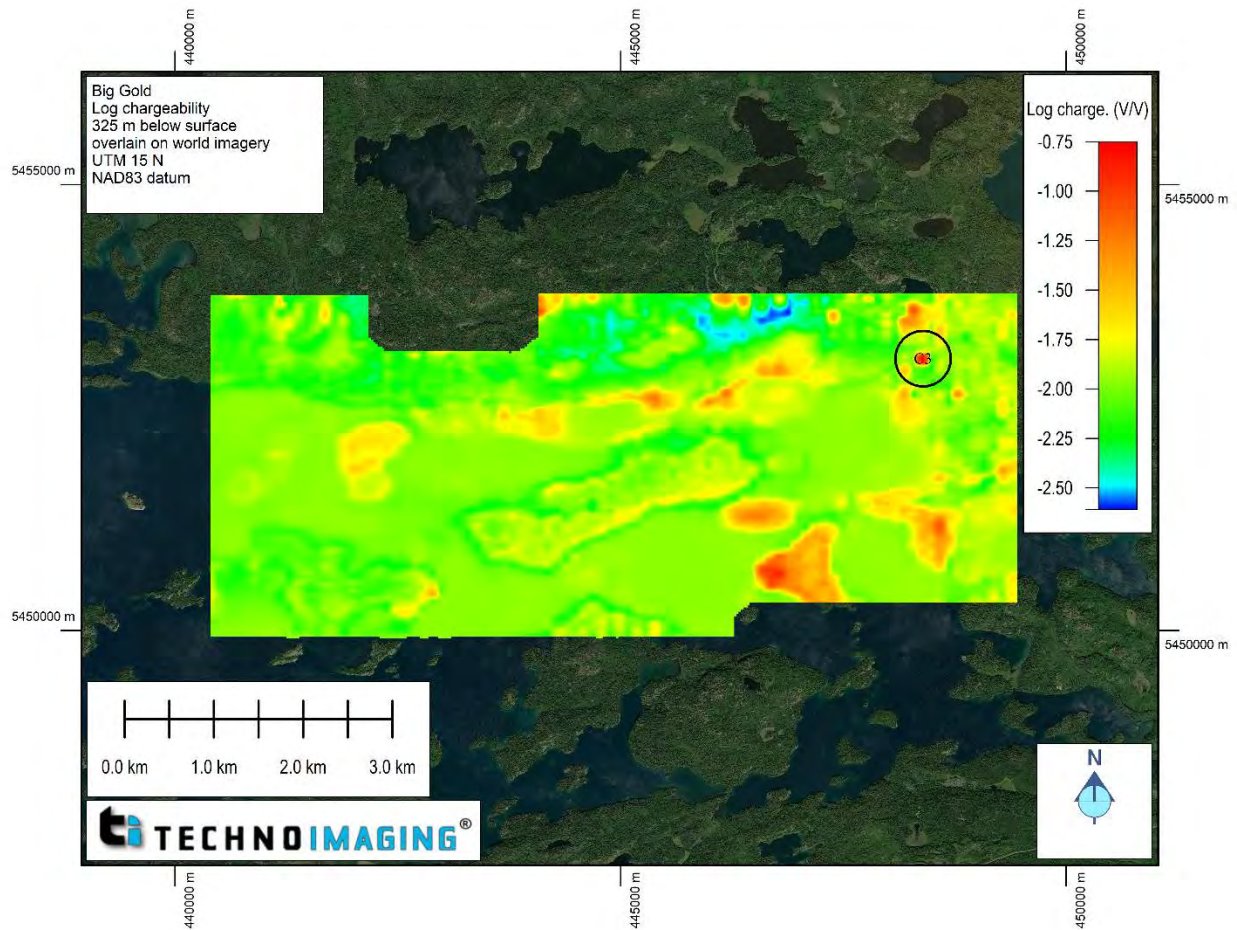 440000 m
445000 m
450000 m
Big Gold
Log chargeability
325 m below surface
overlain on world imagery
UTM 15 N
NAD83 datum
Log charge. (V/V)
-0.75
-1.00
-1.25
-1.50
-1.75
-2.00
-2.25
-2.50
5455000 m
5455000 m
5450000 m
5450000 m
0.0 km 1.0 km 2.0 km 3.0 km
N
ti TECHNOIMAGING®
440000 m
445000 m
450000 m